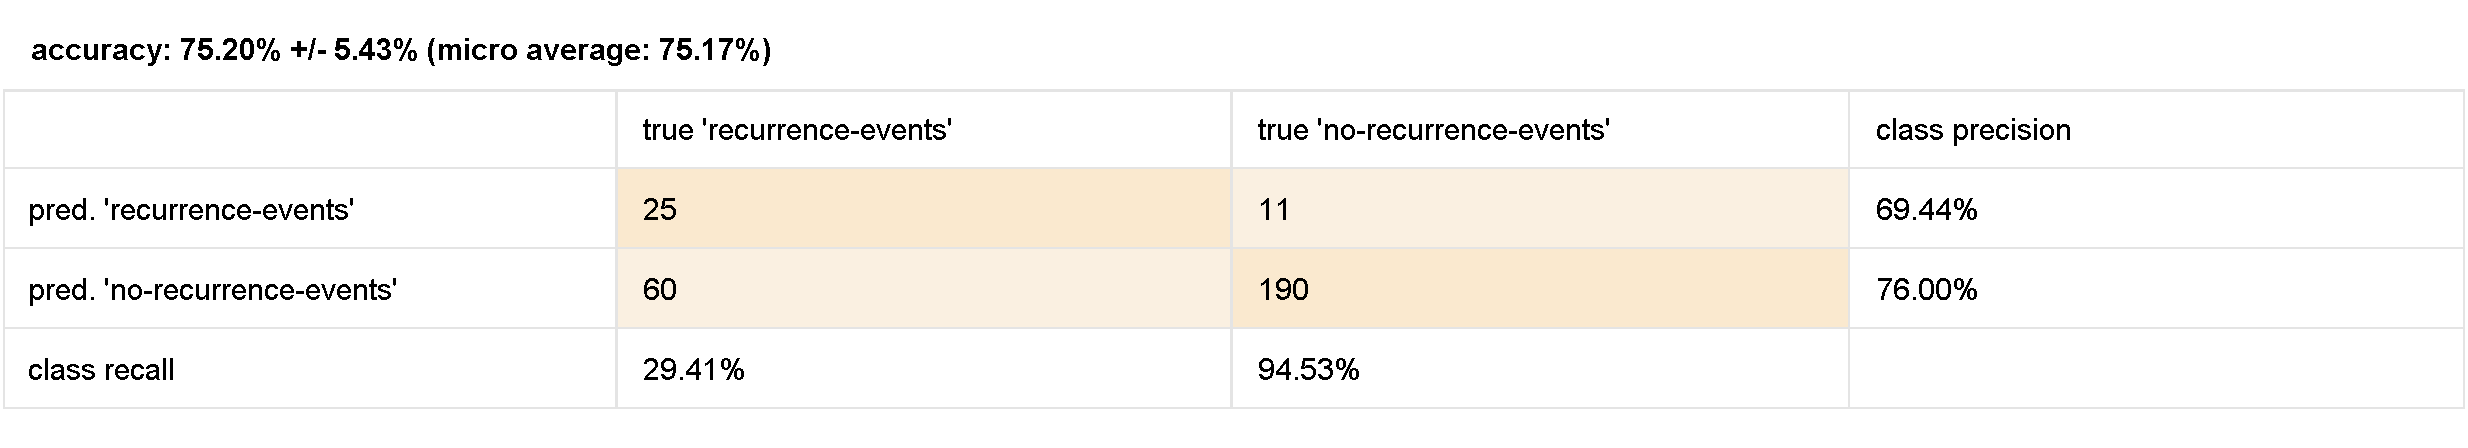 accuracy: 75.20% +/- 5.43% (micro average: 75.17%)
true 'recurrence-events' true 'no-recurrence-events' class precision
pred. 'recurrence-events' 25 11 69.44%
pred. 'no-recurrence-events' 60 190 76.00%
class recall 29.41% 94.53%